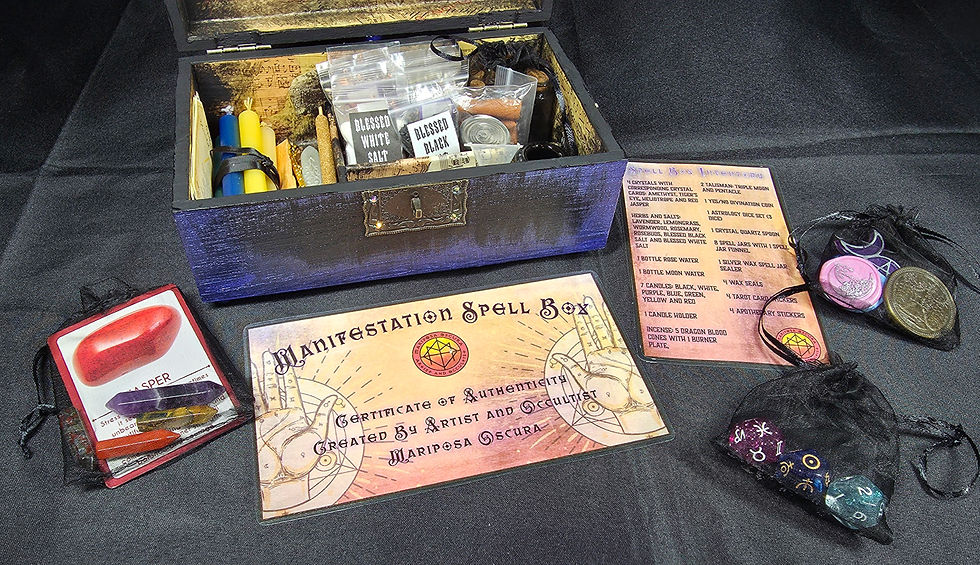 BLESSED
WHITE
SALT
BLESSED
BLACK
Spell Box Inventory
4 CRYSTALS WITH
CORRESPONDING CRYSTAL
CARDS: AMETHYST, TIGER'S
EYE, HELIOTROPE AND RED
JASPER
HERBS AND SALTS:
LAVENDER, LEMONGRASS,
WORMWOOD, ROSEMARY,
ROSEBUDS, BLESSED BLACK
SALT AND BLESSED WHITE
SALT
1 BOTTLE ROSE WATER
1 BOTTLE MOON WATER
7 CANDLES: BLACK, WHITE,
PURPLE, BLUE, GREEN,
YELLOW AND RED
1 CANDLE HOLDER
INCENSE: 5 DRAGON BLOOD
CONES WITH 1 BURNER
PLATE,
2 TALISMAN: TRIPLE MOON
AND PENTACLE
1 YES/NO DIVINATION COIN
1 ASTROLOGY DICE SET (3
DICE)
1 CRYSTAL QUARTZ SPOON
8 SPELL JARS WITH 1 SPELL
JAR FUNNEL
1 SILVER WAX SPELL JAR
SEALER
4 WAX SEALS
4 TAROT CARD STICKERS
4 APOTHECARY STICKERS
Manifestation Spell Box
Certificate of Authenticity
Created By Artist and Occultist
Mariposa Oscura
JASPER